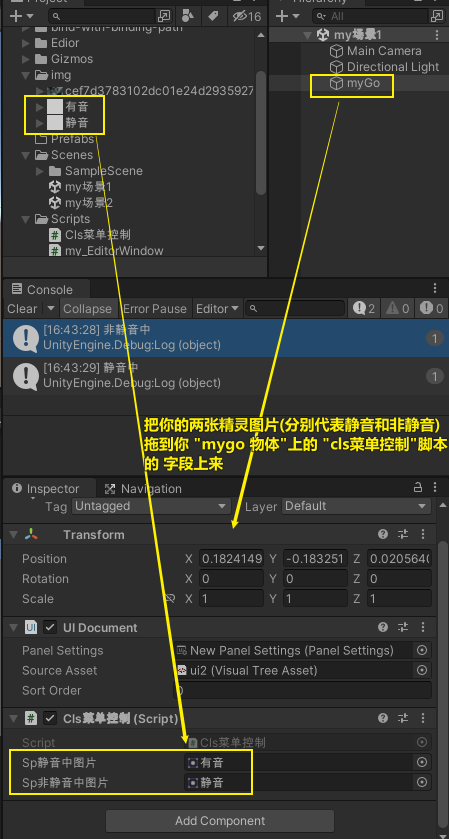 Project
Hierarchy
16
All
bind-with-binding-path
Edior
Gizmos
img
cef7d3783102dc01e24d2935927
有音
静音
Prefabs
Scenes
SampleScene
my场景1
my场景2
Scripts
Cls菜单控制
my_EditorWindow
my场景1
Main Camera
Directional Light
myGo
Console
Clear
Collapse
Error Pause
Editor
2
0
0
[16:43:28] 非静音中
UnityEngine.Debug:Log (object)
1
[16:43:29] 静音中
UnityEngine.Debug:Log (object)
1
把你的两张精灵图片(分别代表静音和非静音)
拖到你 "mygo 物体"上的 "cls菜单控制"脚本
的 字段上来
Inspector
Navigation
Tag Untagged Layer Default
Transform
Position X 0.1824149 Y -0.183251 Z 0.0205640
Rotation X 0 Y 0 Z 0
Scale X 1 Y 1 Z 1
UI Document
Panel Settings New Panel Settings (Panel Settings)
Source Asset ui2 (Visual Tree Asset)
Sort Order 0
Cls菜单控制 (Script)
Script Cls菜单控制
Sp静音中图片 有音
Sp非静音中图片 静音
Add Component